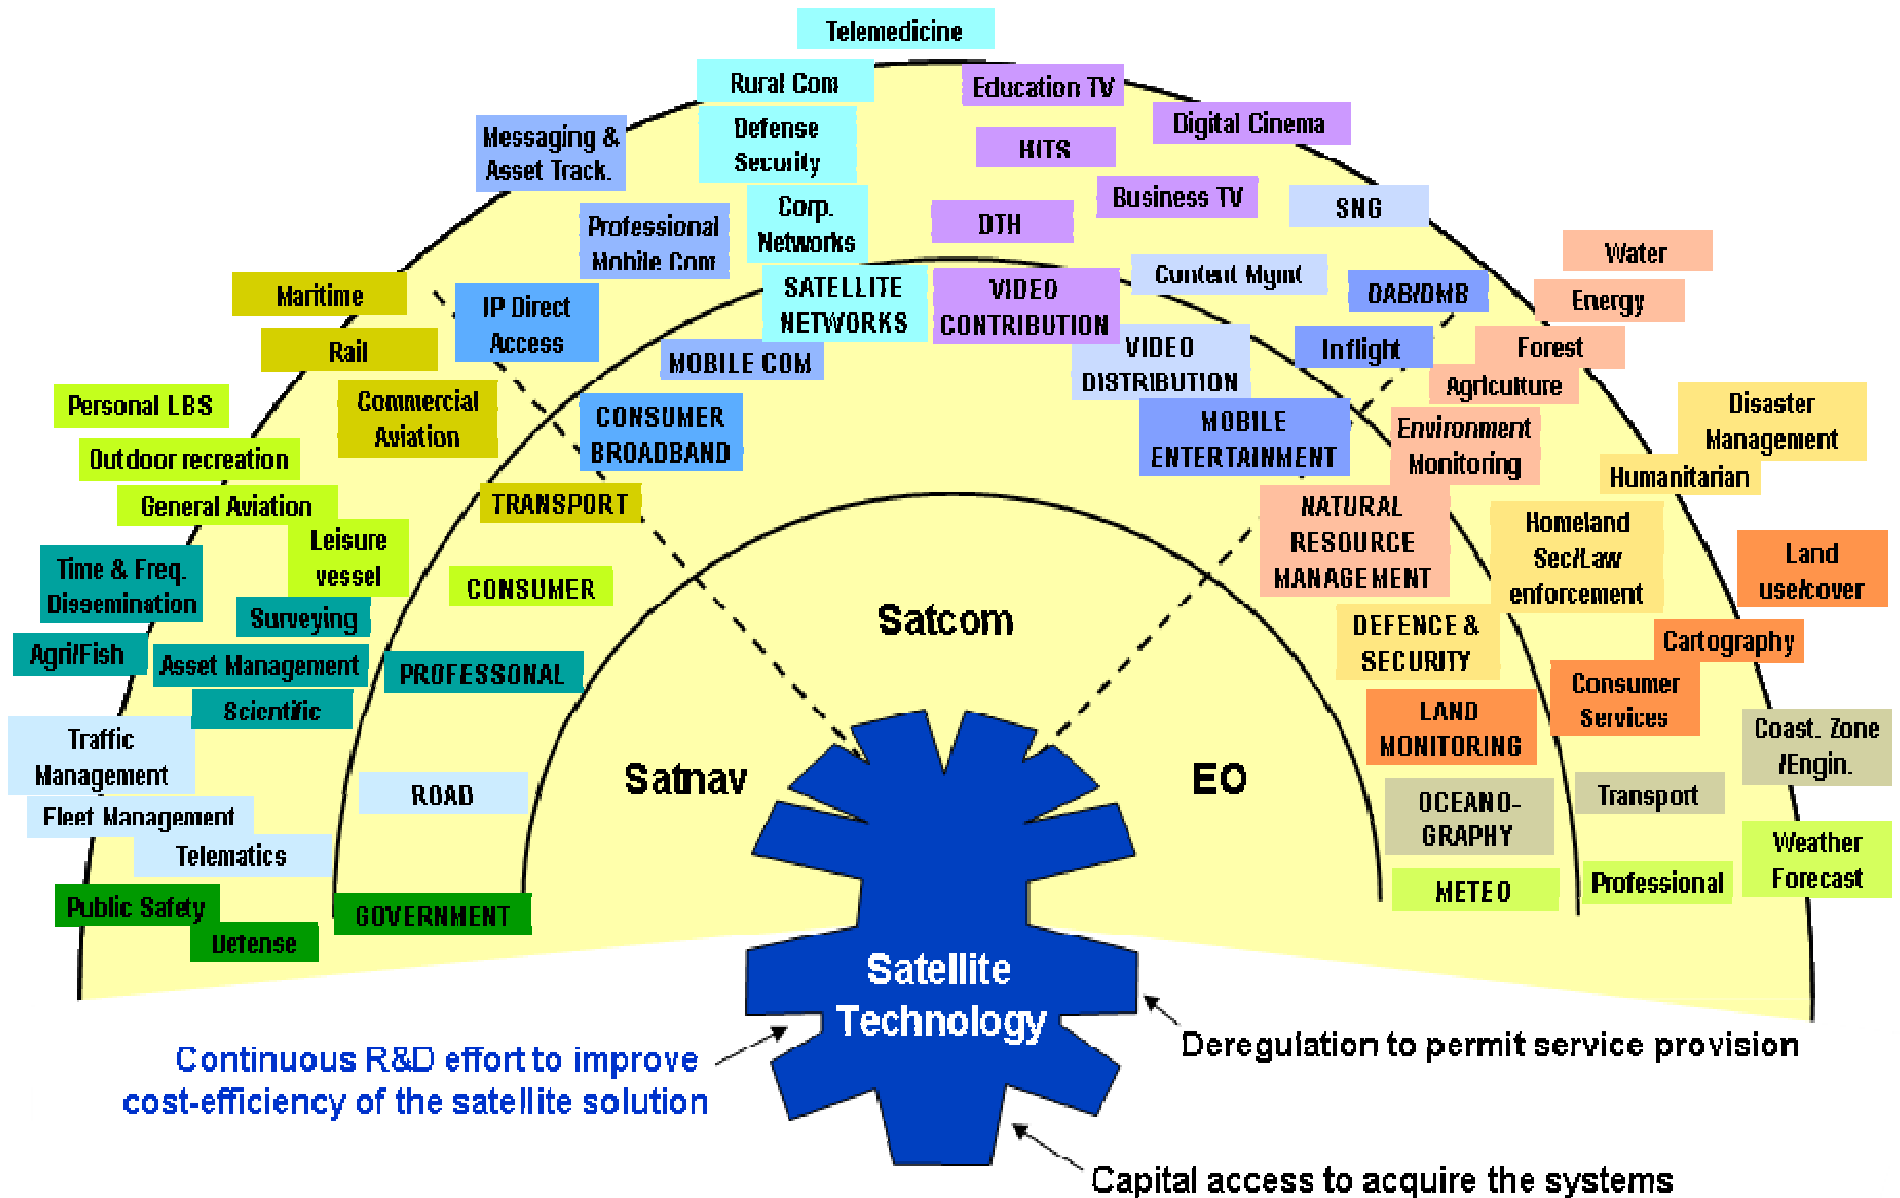 Telemedicine
Rural Com
Education TV
Digital Cinema
Messaging &
Asset Track.
Defense
Security
HITS
Business TV
SNG
Professional
Mobile Com
Corp.
Networks
DTH
Water
Content Mgmt
DAB/DMB
Energy
Maritime
IP Direct
Access
SATELLITE
NETWORKS
VIDEO
CONTRIBUTION
Rail
MOBILE COM
VIDEO
DISTRIBUTION
Inflight
Forest
Agriculture
Personal LBS
Commercial
Aviation
CONSUMER
BROADBAND
MOBILE
ENTERTAINMENT
Environment
Monitoring
Disaster
Management
Outdoor recreation
Humanitarian
General Aviation
TRANSPORT
NATURAL
RESOURCE
MANAGEMENT
Homeland
Sec/Law
enforcement
Leisure
vessel
Time & Freq.
Dissemination
CONSUMER
Land
use/cover
Surveying
Satcom
DEFENCE &
SECURITY
Cartography
Agri/Fish
Asset Management
PROFESSONAL
Consumer
Services
Scientific
LAND
MONITORING
Traffic
Management
Satnav
EO
Coast. Zone
/Engin.
ROAD
OCEANO-
GRAPHY
Transport
Fleet Management
Telematics
Weather
Forecast
METEO
Professional
Public Safety
Defense
GOVERNMENT
Satellite
Technology
Continuous R&D effort to improve
cost-efficiency of the satellite solution
Deregulation to permit service provision
Capital access to acquire the systems